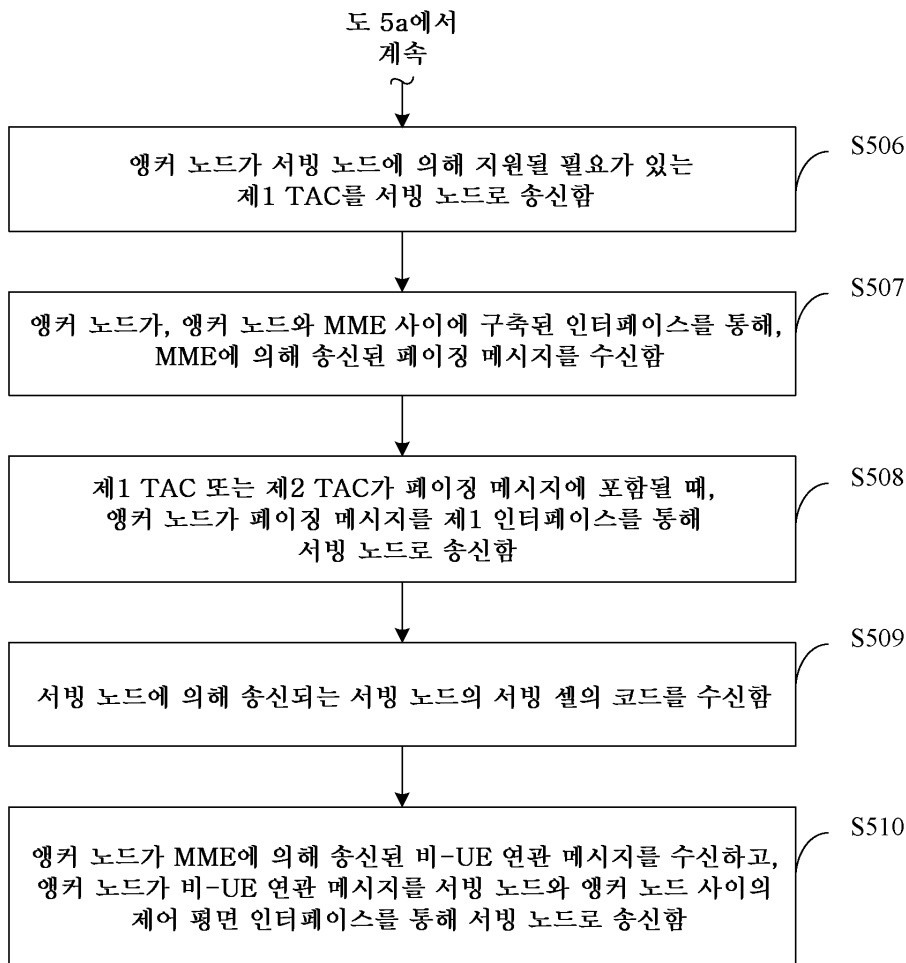 도 5a에서
계속
앵커 노드가 서빙 노드에 의해 지원될 필요가 있는
제1 TAC를 서빙 노드로 송신함
S506
앵커 노드가, 앵커 노드와 MME 사이에 구축된 인터페이스를 통해,
MME에 의해 송신된 페이징 메시지를 수신함
S507
제1 TAC 또는 제2 TAC가 페이징 메시지에 포함될 때,
앵커 노드가 페이징 메시지를 제1 인터페이스를 통해
서빙 노드로 송신함
S508
서빙 노드에 의해 송신되는 서빙 노드의 서빙 셀의 코드를 수신함
S509
앵커 노드가 MME에 의해 송신된 비-UE 연관 메시지를 수신하고,
앵커 노드가 비-UE 연관 메시지를 서빙 노드와 앵커 노드 사이의
제어 평면 인터페이스를 통해 서빙 노드로 송신함
S510